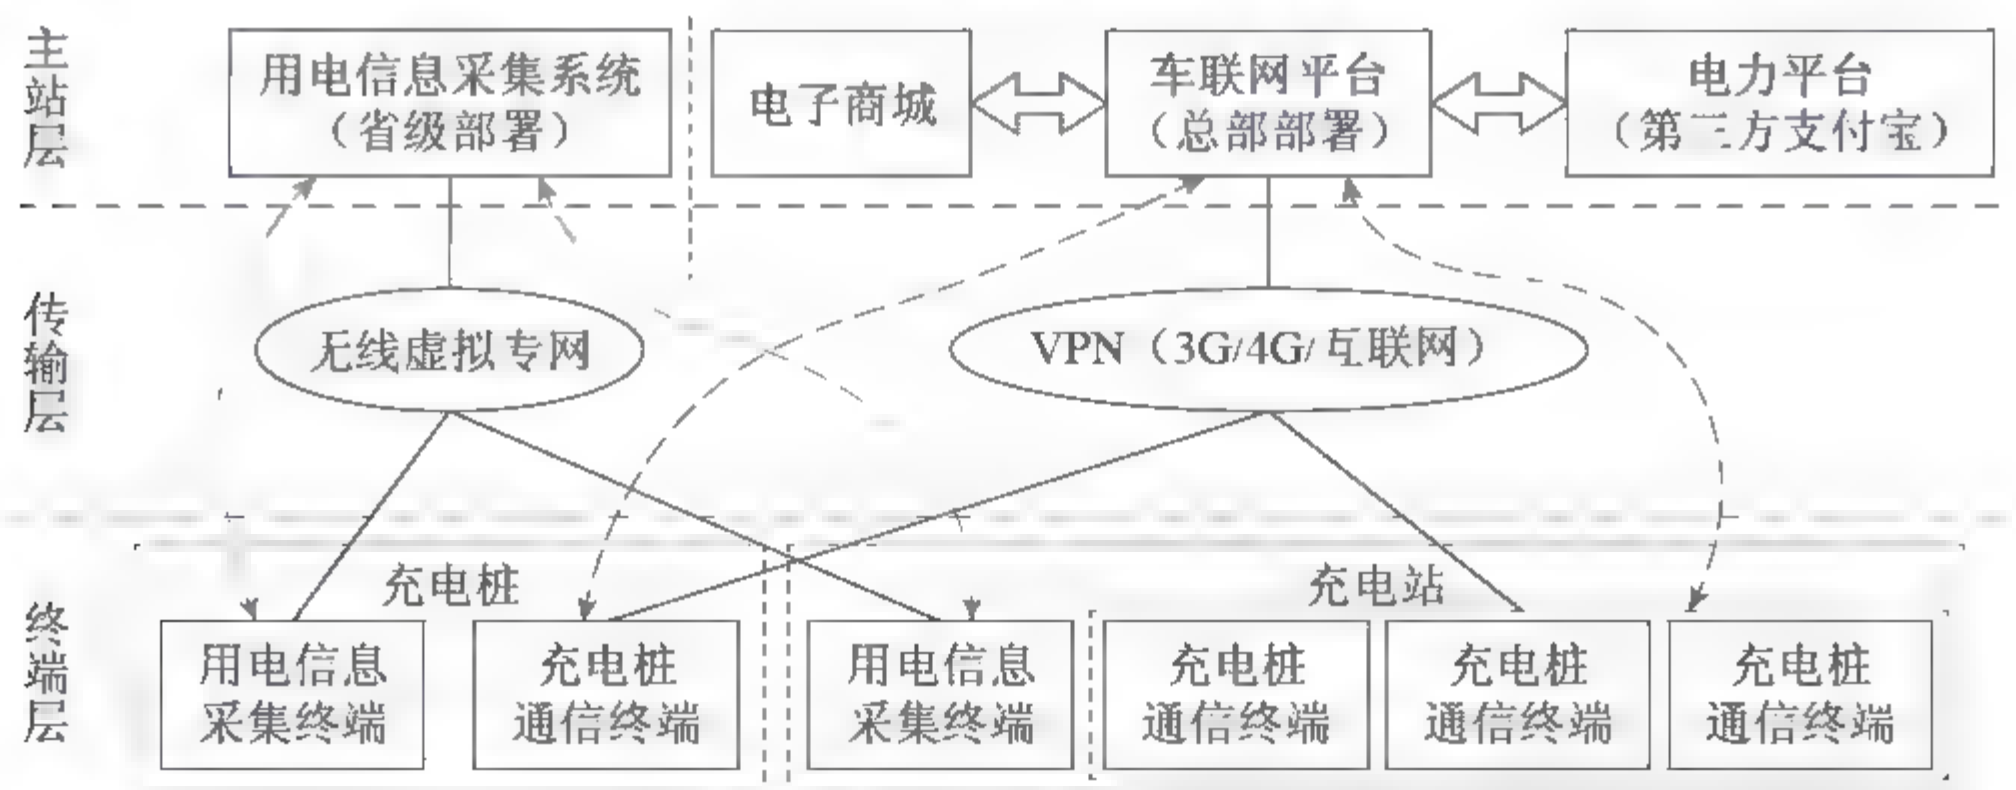 主站层
用电信息采集系统
（省级部署）
电子商城
车联网平台
（总部部署）
电力平台
（第三方支付宝）
传输层
无线虚拟专网
VPN（3G/4G/互联网）
终端层
充电桩
充电站
用电信息
采集终端
充电桩
通信终端
用电信息
采集终端
充电桩
通信终端
充电桩
通信终端
充电桩
通信终端